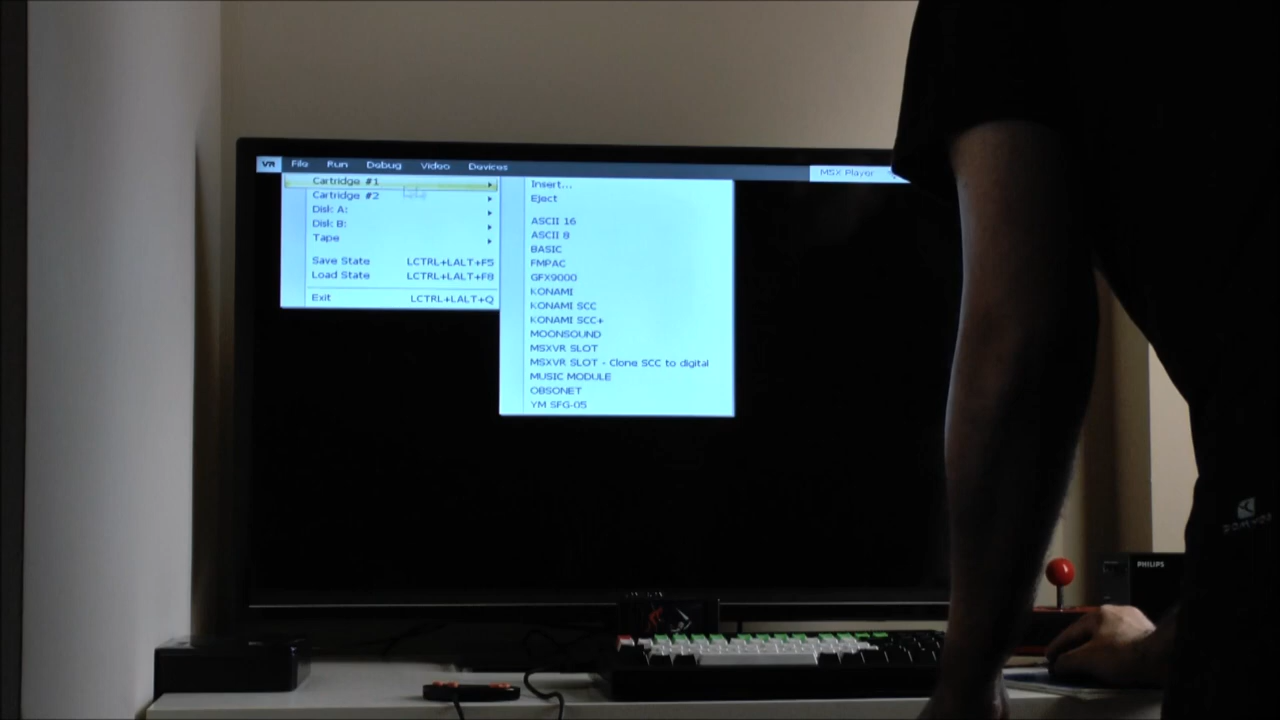 VR File Run Debug Video Devices
MSX Player
Cartridge #1
Cartridge #2
Disk A:
Disk B:
Tape
Save State LCTRL+LALT+F5
Load State LCTRL+LALT+F8
Exit LCTRL+LALT+Q
Insert...
Eject
ASCII 16
ASCII 8
BASIC
FMPAC
GFX9000
KONAMI
KONAMI SCC
KONAMI SCC+
MOONSOUND
MSXVR SLOT
MSXVR SLOT - Clone SCC to digital
MUSIC MODULE
OBSONET
YM SFG-05
DOMYOS
PHILIPS